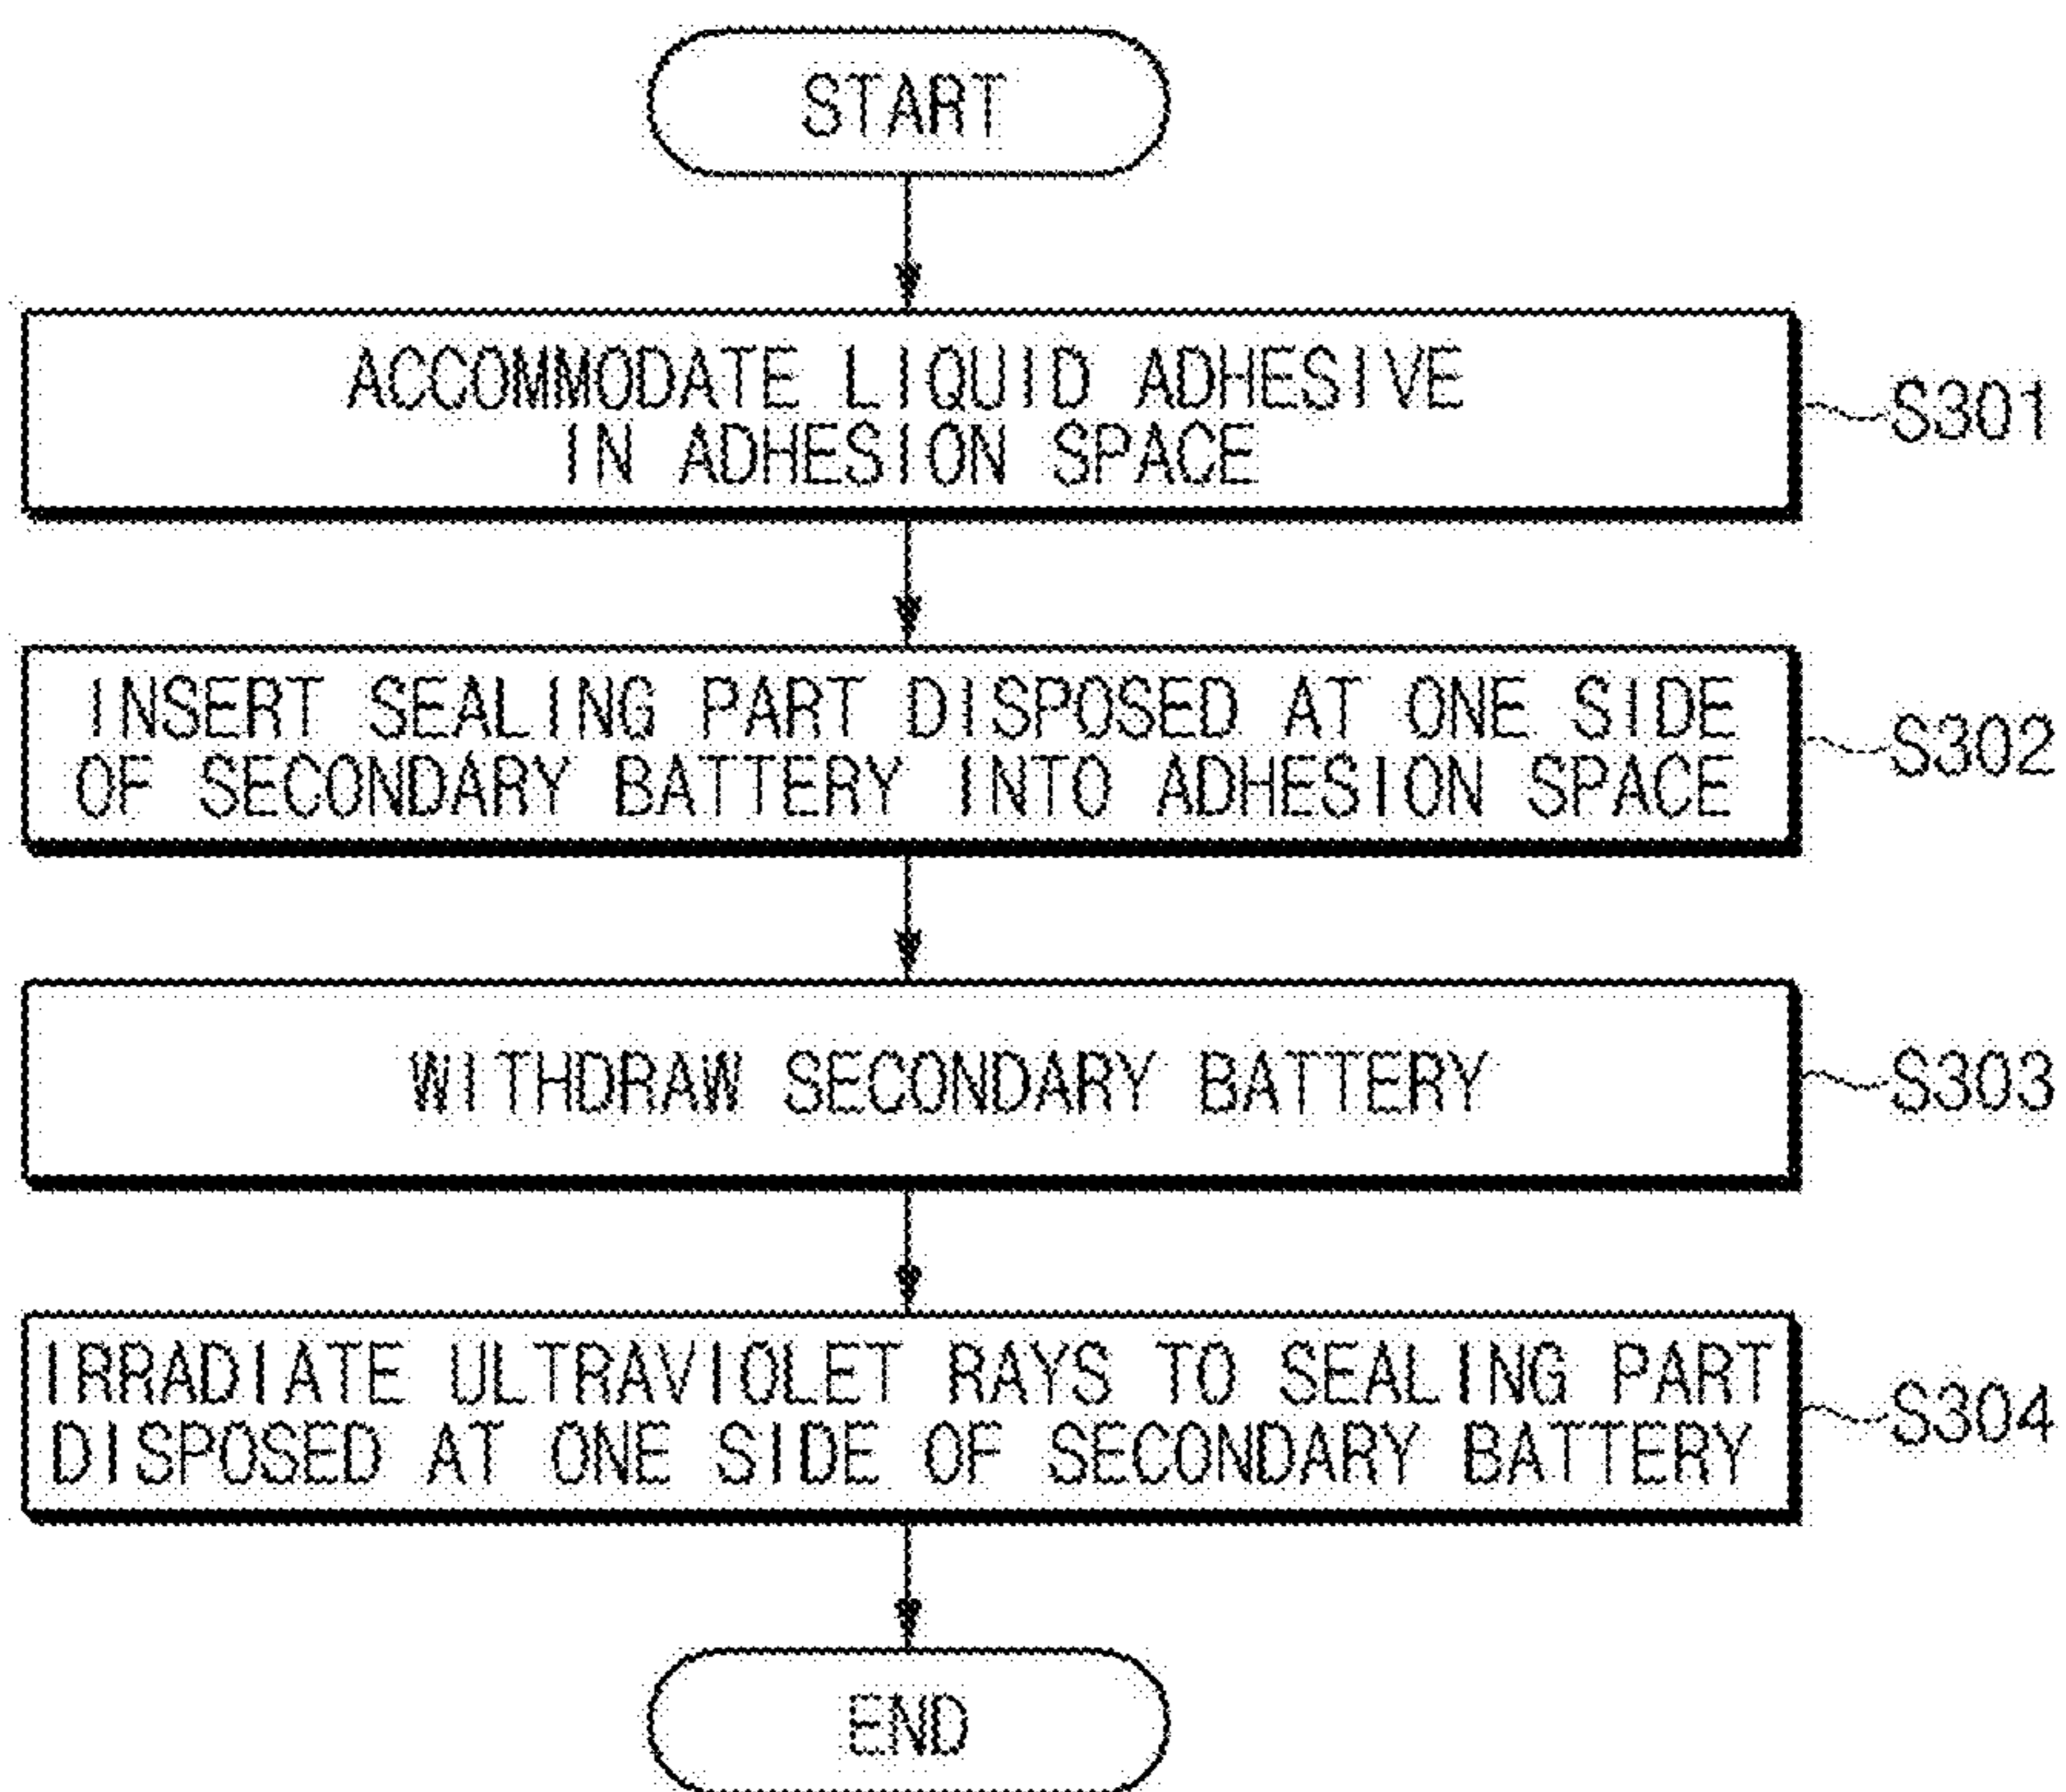 START
ACCOMMODATE LIQUID ADHESIVE
IN ADHESION SPACE
S301
INSERT SEALING PART DISPOSED AT ONE SIDE
OF SECONDARY BATTERY INTO ADHESION SPACE
S302
WITHDRAW SECONDARY BATTERY
S303
IRRADIATE ULTRAVIOLET RAYS TO SEALING PART
DISPOSED AT ONE SIDE OF SECONDARY BATTERY
S304
END